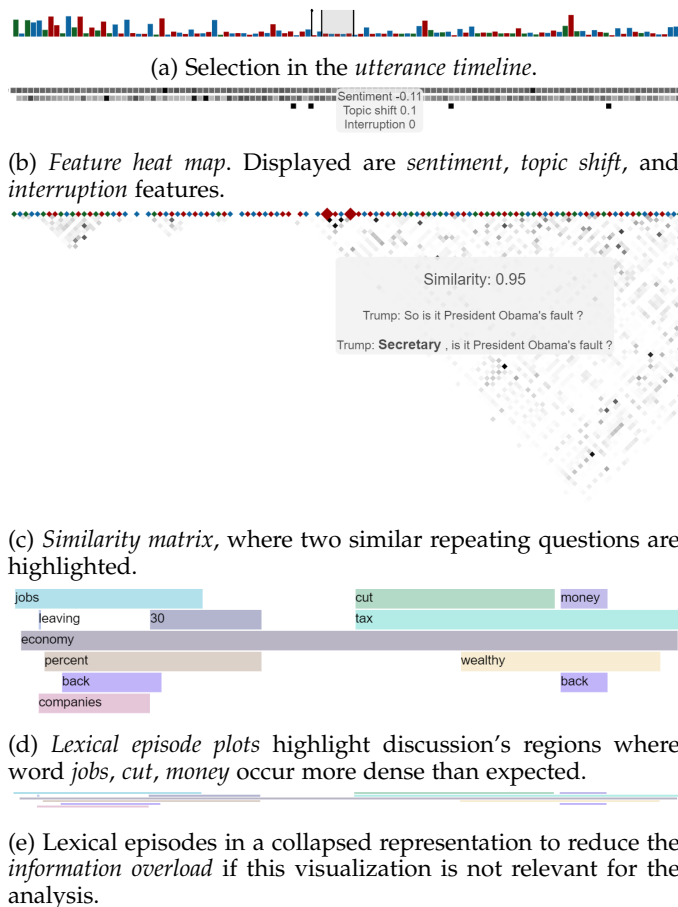 (a) Selection in the utterance timeline.
Sentiment -0.11
Topic shift 0.1
Interruption 0
(b) Feature heat map. Displayed are sentiment, topic shift, and
interruption features.
Similarity: 0.95
Trump: So is it President Obama's fault ?
Trump: Secretary , is it President Obama's fault ?
(c) Similarity matrix, where two similar repeating questions are
highlighted.
jobs cut money
leaving 30 tax
economy
percent wealthy
back back
companies
(d) Lexical episode plots highlight discussion's regions where
word jobs, cut, money occur more dense than expected.
(e) Lexical episodes in a collapsed representation to reduce the
information overload if this visualization is not relevant for the
analysis.